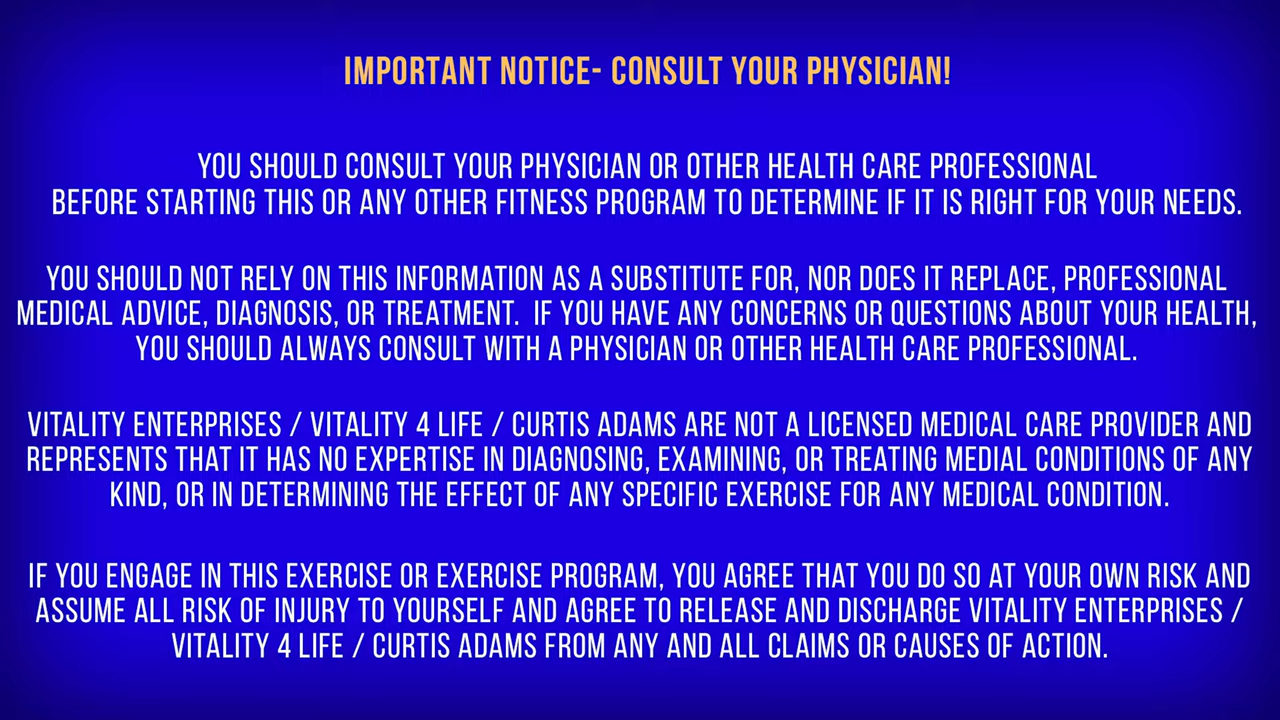 IMPORTANT NOTICE- CONSULT YOUR PHYSICIAN!
YOU SHOULD CONSULT YOUR PHYSICIAN OR OTHER HEALTH CARE PROFESSIONAL
BEFORE STARTING THIS OR ANY OTHER FITNESS PROGRAM TO DETERMINE IF IT IS RIGHT FOR YOUR NEEDS.
YOU SHOULD NOT RELY ON THIS INFORMATION AS A SUBSTITUTE FOR, NOR DOES IT REPLACE, PROFESSIONAL
MEDICAL ADVICE, DIAGNOSIS, OR TREATMENT.  IF YOU HAVE ANY CONCERNS OR QUESTIONS ABOUT YOUR HEALTH,
YOU SHOULD ALWAYS CONSULT WITH A PHYSICIAN OR OTHER HEALTH CARE PROFESSIONAL.
VITALITY ENTERPRISES / VITALITY 4 LIFE / CURTIS ADAMS ARE NOT A LICENSED MEDICAL CARE PROVIDER AND
REPRESENTS THAT IT HAS NO EXPERTISE IN DIAGNOSING, EXAMINING, OR TREATING MEDIAL CONDITIONS OF ANY
KIND, OR IN DETERMINING THE EFFECT OF ANY SPECIFIC EXERCISE FOR ANY MEDICAL CONDITION.
IF YOU ENGAGE IN THIS EXERCISE OR EXERCISE PROGRAM, YOU AGREE THAT YOU DO SO AT YOUR OWN RISK AND
ASSUME ALL RISK OF INJURY TO YOURSELF AND AGREE TO RELEASE AND DISCHARGE VITALITY ENTERPRISES /
VITALITY 4 LIFE / CURTIS ADAMS FROM ANY AND ALL CLAIMS OR CAUSES OF ACTION.